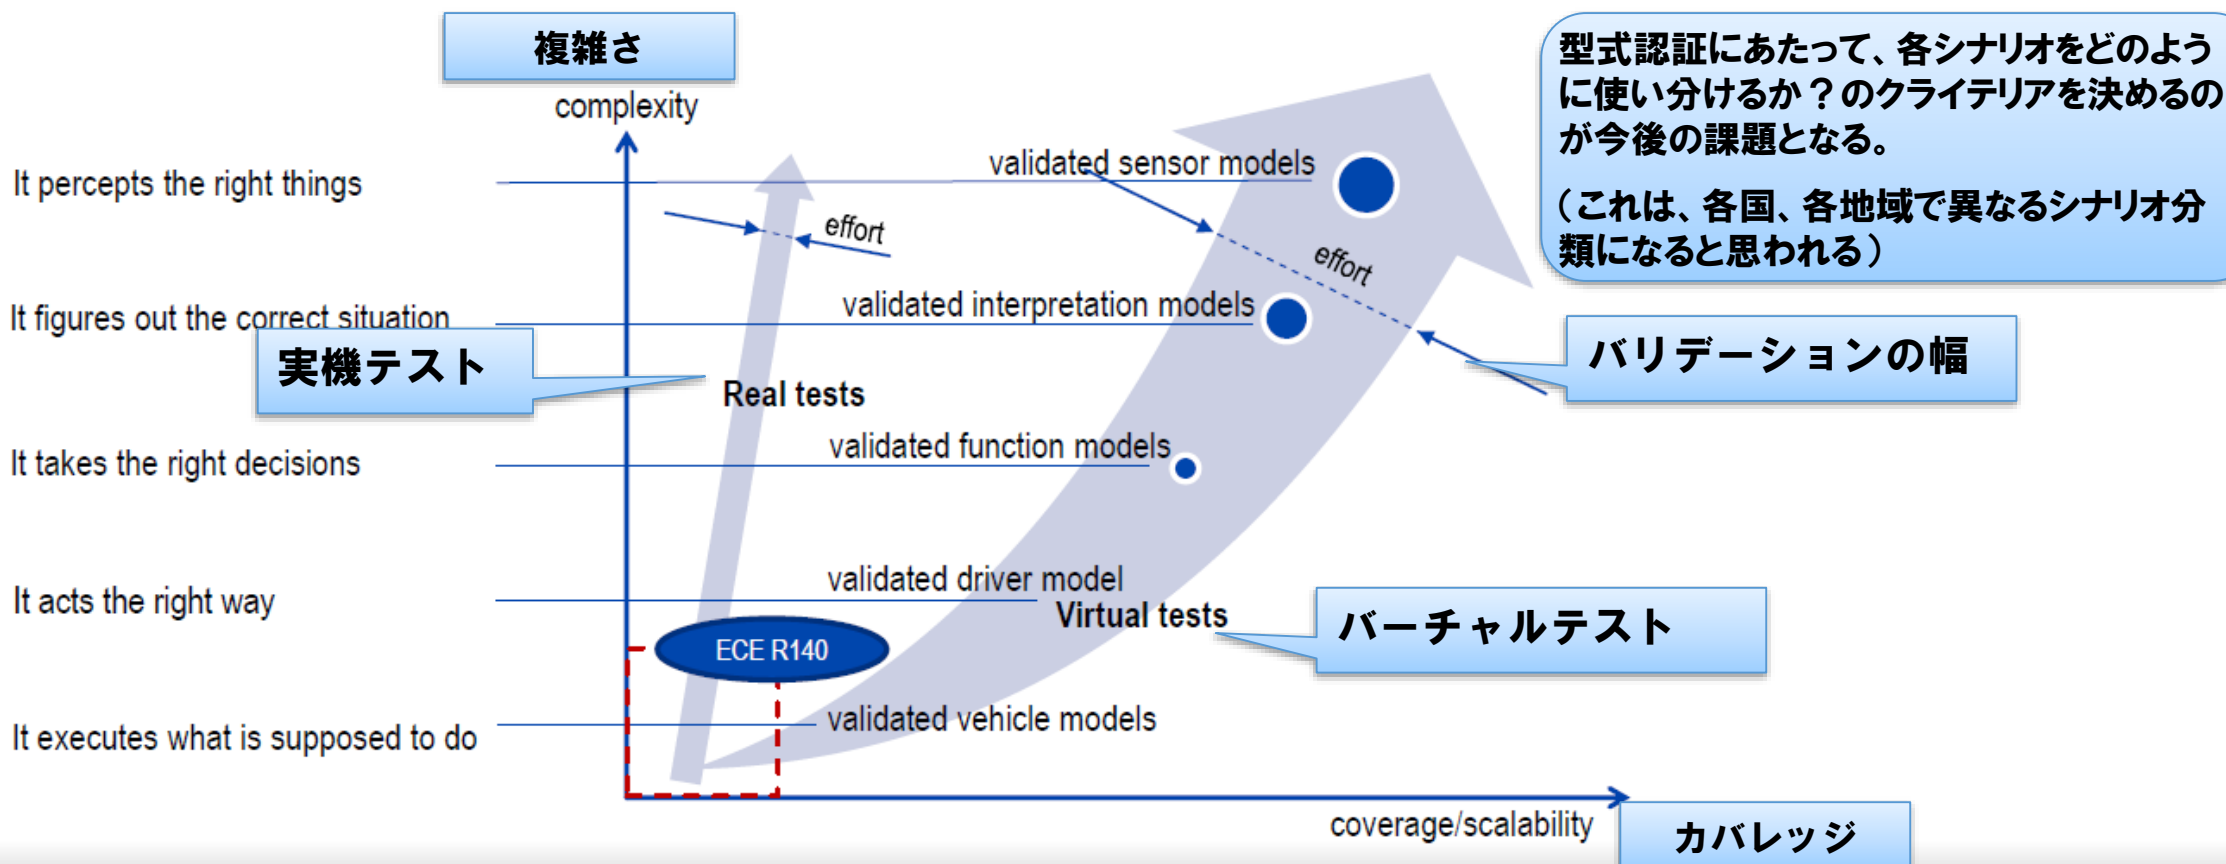 複雑さ
complexity
型式認証にあたって、各シナリオをどのよう
に使い分けるか？のクライテリアを決めるの
が今後の課題となる。
（これは、各国、各地域で異なるシナリオ分
類になると思われる）
It percepts the right things
validated sensor models
effort
effort
It figures out the correct situation
validated interpretation models
実機テスト
バリデーションの幅
Real tests
It takes the right decisions
validated function models
It acts the right way
validated driver model
Virtual tests
バーチャルテスト
ECE R140
It executes what is supposed to do
validated vehicle models
coverage/scalability
カバレッジ